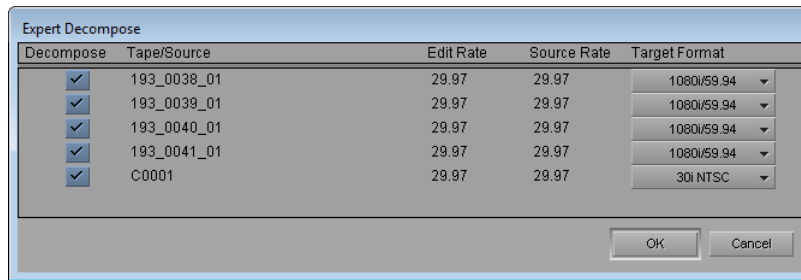 Expert Decompose
Decompose Tape/Source Edit Rate Source Rate Target Format
193_0038_01 29.97 29.97 1080i/59.94
193_0039_01 29.97 29.97 1080i/59.94
193_0040_01 29.97 29.97 1080i/59.94
193_0041_01 29.97 29.97 1080i/59.94
C0001 29.97 29.97 30i NTSC
OK Cancel